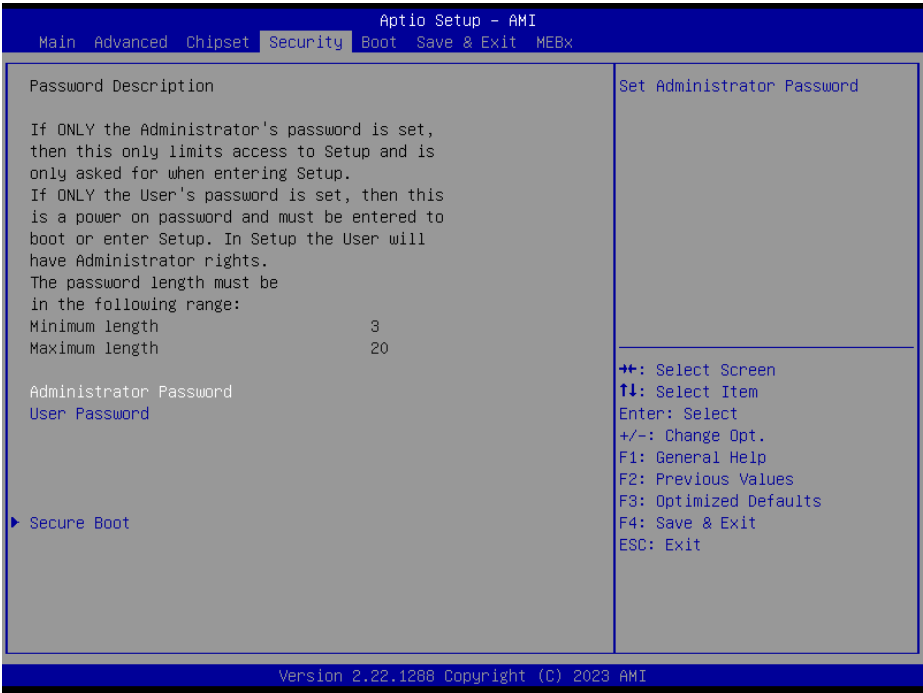 Aptio Setup – AMI
Main Advanced Chipset Security Boot Save & Exit MEBx
Password Description
If ONLY the Administrator's password is set,
then this only limits access to Setup and is
only asked for when entering Setup.
If ONLY the User's password is set, then this
is a power on password and must be entered to
boot or enter Setup. In Setup the User will
have Administrator rights.
The password length must be
in the following range:
Minimum length 3
Maximum length 20
Administrator Password
User Password
► Secure Boot
Set Administrator Password
→←: Select Screen
↑↓: Select Item
Enter: Select
+/-: Change Opt.
F1: General Help
F2: Previous Values
F3: Optimized Defaults
F4: Save & Exit
ESC: Exit
Version 2.22.1288 Copyright (C) 2023 AMI